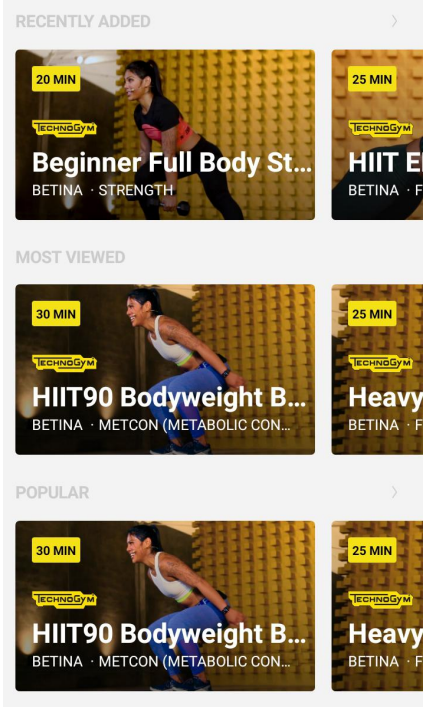 RECENTLY ADDED
20 MIN
TECHNOGYM
Beginner Full Body St...
BETINA · STRENGTH
25 MIN
TECHNOGYM
HIIT
BETINA · F
MOST VIEWED
30 MIN
TECHNOGYM
HIIT90 Bodyweight B...
BETINA · METCON (METABOLIC CON...
25 MIN
TECHNOGYM
Heavy
BETINA · F
POPULAR
30 MIN
TECHNOGYM
HIIT90 Bodyweight B...
BETINA · METCON (METABOLIC CON...
25 MIN
TECHNOGYM
Heavy
BETINA · F